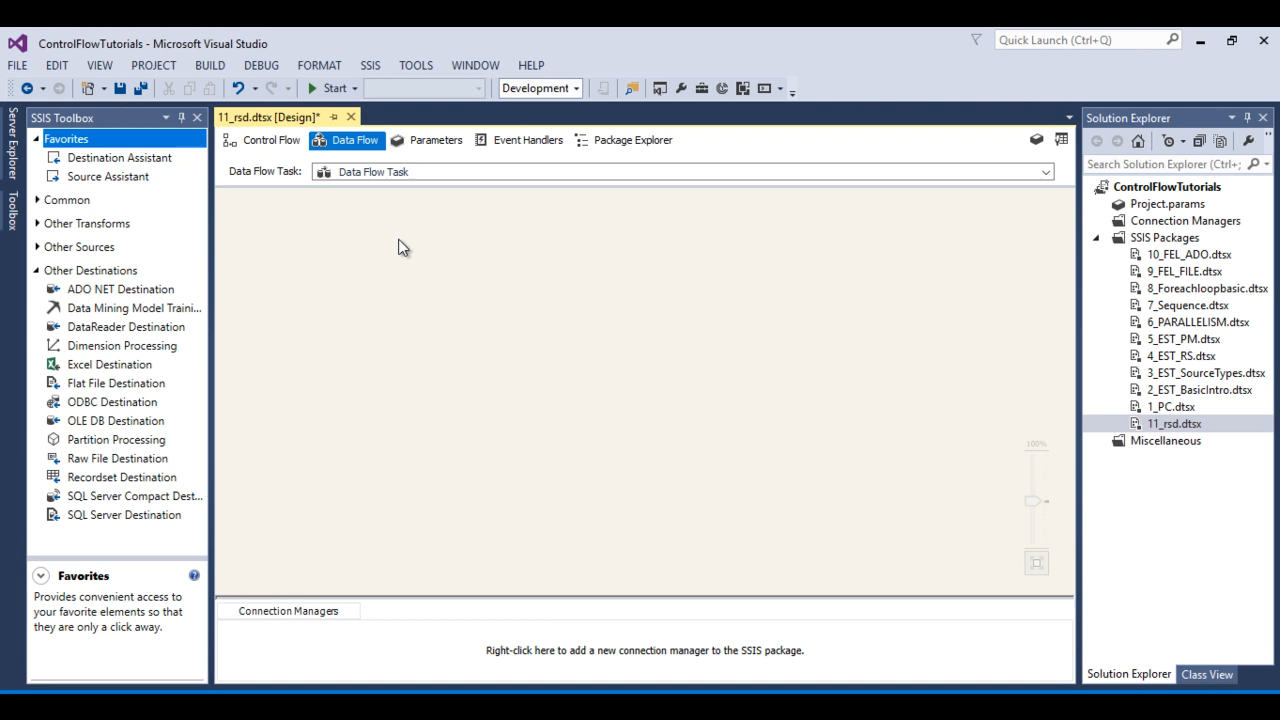 ControlFlowTutorials - Microsoft Visual Studio
Quick Launch (Ctrl+Q)
FILE EDIT VIEW PROJECT BUILD DEBUG FORMAT SSIS TOOLS WINDOW HELP
Start Development
Server Explorer
Toolbox
SSIS Toolbox
Favorites
Destination Assistant
Source Assistant
Common
Other Transforms
Other Sources
Other Destinations
ADO NET Destination
Data Mining Model Traini...
DataReader Destination
Dimension Processing
Excel Destination
Flat File Destination
ODBC Destination
OLE DB Destination
Partition Processing
Raw File Destination
Recordset Destination
SQL Server Compact Dest...
SQL Server Destination
Favorites
Provides convenient access to
your favorite elements so that
they are only a click away.
11_rsd.dtsx [Design]*
Control Flow Data Flow Parameters Event Handlers Package Explorer
Data Flow Task: Data Flow Task
100%
Connection Managers
Right-click here to add a new connection manager to the SSIS package.
Solution Explorer
Search Solution Explorer (Ctrl+;
ControlFlowTutorials
Project.params
Connection Managers
SSIS Packages
10_FEL_ADO.dtsx
9_FEL_FILE.dtsx
8_Foreachloopbasic.dtsx
7_Sequence.dtsx
6_PARALLELISM.dtsx
5_EST_PM.dtsx
4_EST_RS.dtsx
3_EST_SourceTypes.dtsx
2_EST_BasicIntro.dtsx
1_PC.dtsx
11_rsd.dtsx
Miscellaneous
Solution Explorer Class View